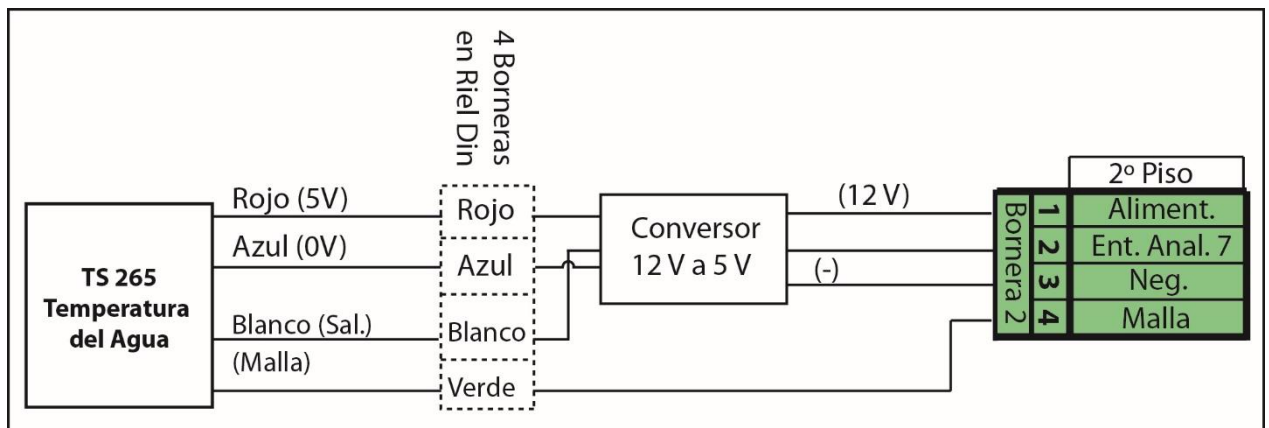 4 Borneras
en Riel Din
TS 265
Temperatura
del Agua
Rojo (5V)
Azul (0V)
Blanco (Sal.)
(Malla)
Rojo
Azul
Blanco
Verde
Conversor
12 V a 5 V
(12 V)
(-)
2º Piso
Bornera 2
1 Aliment.
2 Ent. Anal. 7
3 Neg.
4 Malla